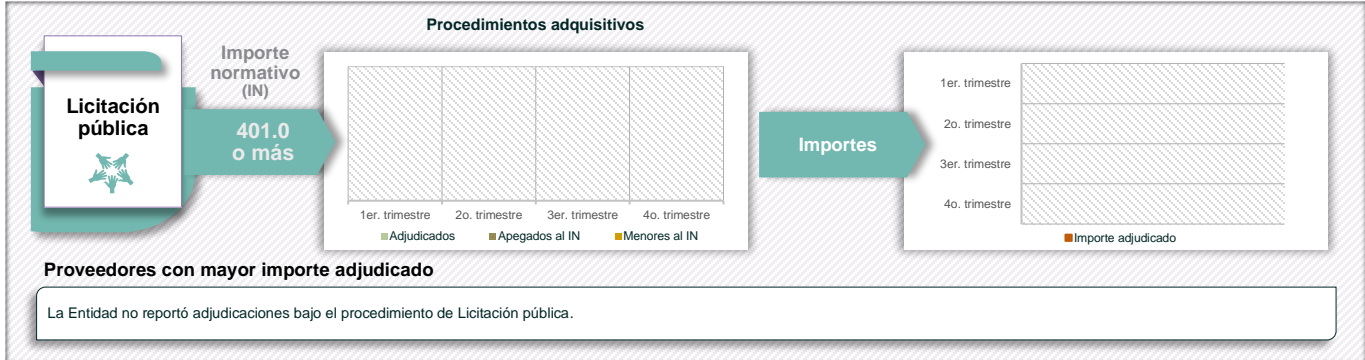 Procedimientos adquisitivos
Licitación
pública
Importe
normativo
(IN)
401.0
o más
1er. trimestre 2o. trimestre 3er. trimestre 4o. trimestre
Adjudicados Apegados al IN Menores al IN
Importes
1er. trimestre
2o. trimestre
3er. trimestre
4o. trimestre
Importe adjudicado
Proveedores con mayor importe adjudicado
La Entidad no reportó adjudicaciones bajo el procedimiento de Licitación pública.